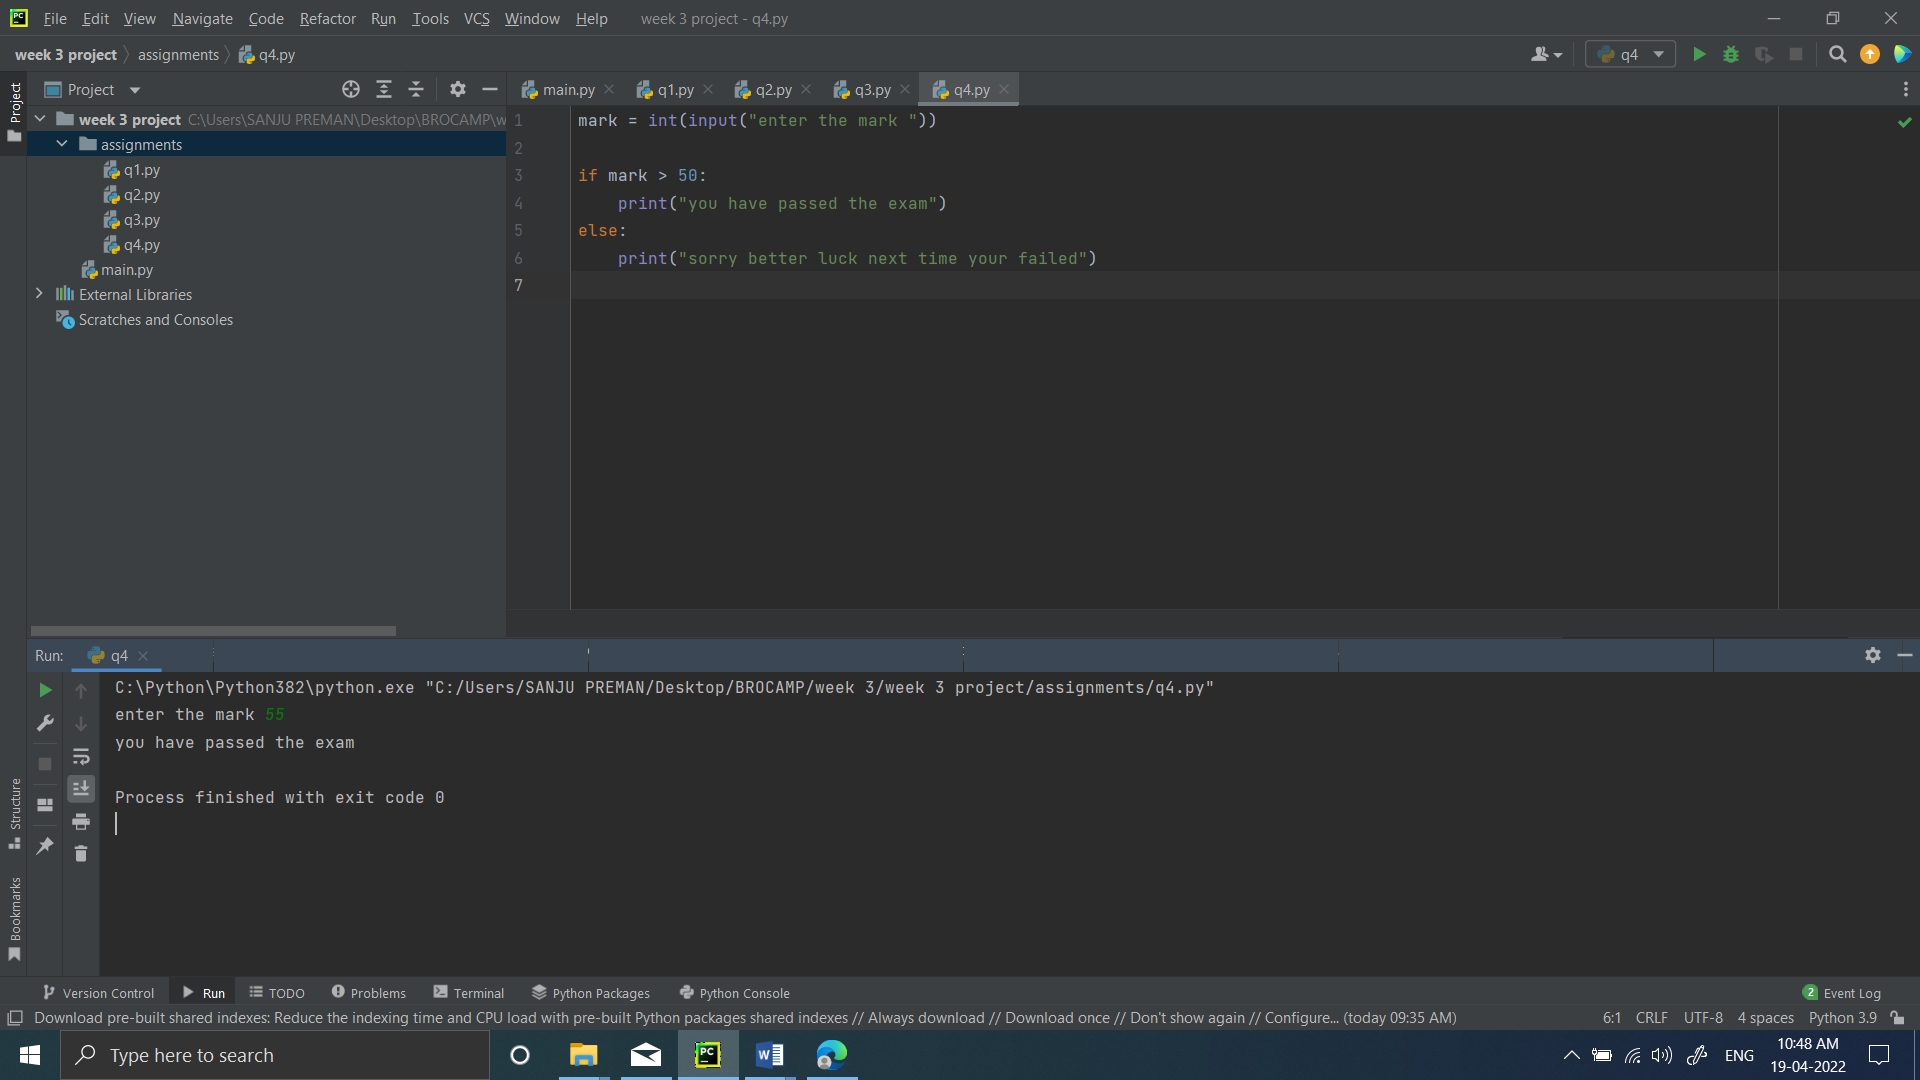 File Edit View Navigate Code Refactor Run Tools VCS Window Help week 3 project - q4.py
week 3 project assignments q4.py
q4
Project
Project
main.py q1.py q2.py q3.py q4.py
week 3 project C:\Users\SANJU PREMAN\Desktop\BROCAMP\w
assignments
q1.py
q2.py
q3.py
q4.py
main.py
External Libraries
Scratches and Consoles
1 mark = int(input("enter the mark "))
2
3 if mark > 50:
4 print("you have passed the exam")
5 else:
6 print("sorry better luck next time your failed")
7
Run: q4
C:\Python\Python382\python.exe "C:/Users/SANJU PREMAN/Desktop/BROCAMP/week 3/week 3 project/assignments/q4.py"
enter the mark 55
you have passed the exam
Process finished with exit code 0
Structure
Bookmarks
Version Control Run TODO Problems Terminal Python Packages Python Console 2 Event Log
Download pre-built shared indexes: Reduce the indexing time and CPU load with pre-built Python packages shared indexes // Always download // Download once // Don't show again // Configure... (today 09:35 AM) 6:1 CRLF UTF-8 4 spaces Python 3.9
Type here to search
ENG
10:48 AM
19-04-2022